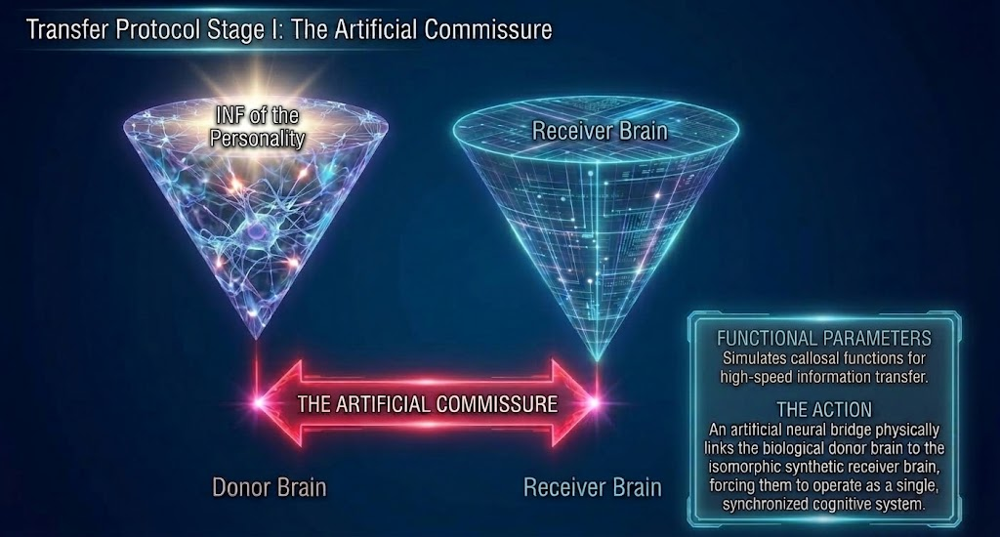 Transfer Protocol Stage I: The Artificial Commissure
INF of the
Personality
Receiver Brain
THE ARTIFICIAL COMMISSURE
Donor Brain
Receiver Brain
FUNCTIONAL PARAMETERS
Simulates callosal functions for
high-speed information transfer.
THE ACTION
An artificial neural bridge physically
links the biological donor brain to the
isomorphic synthetic receiver brain,
forcing them to operate as a single,
synchronized cognitive system.